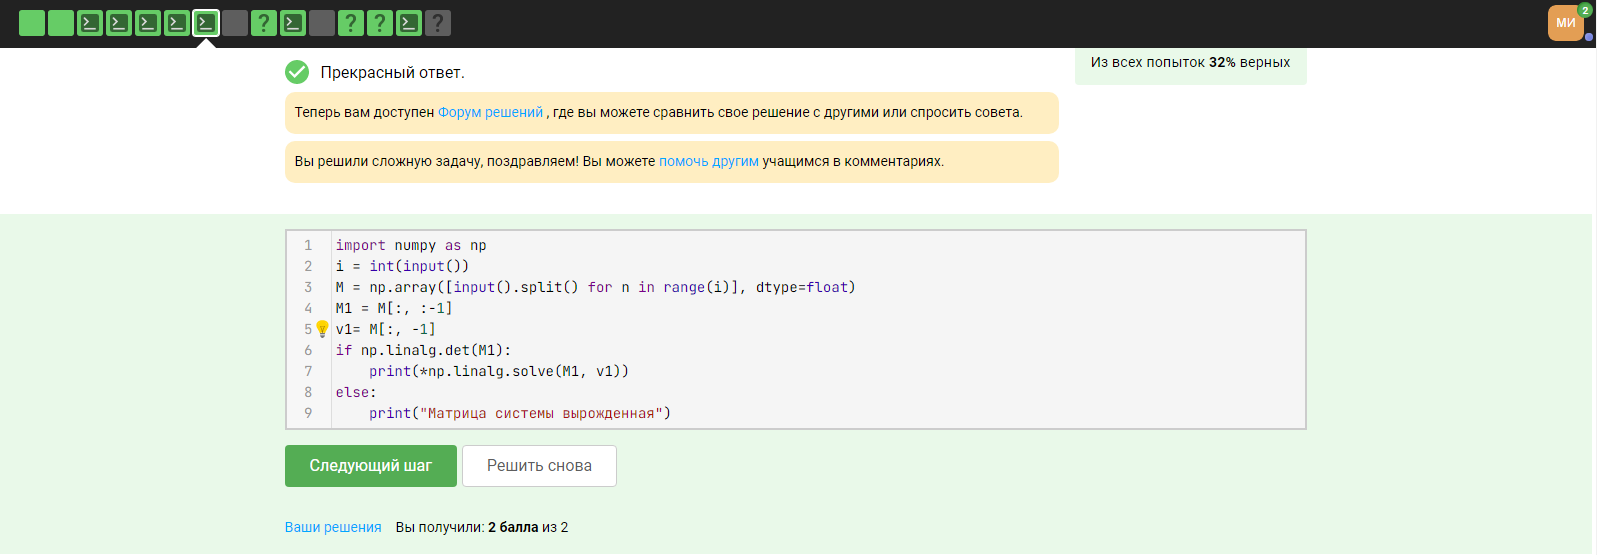 ? ? ? ?
МИ 2
Из всех попыток 32% верных
Прекрасный ответ.
Теперь вам доступен Форум решений , где вы можете сравнить свое решение с другими или спросить совета.
Вы решили сложную задачу, поздравляем! Вы можете помочь другим учащимся в комментариях.
1 import numpy as np
2 i = int(input())
3 M = np.array([input().split() for n in range(i)], dtype=float)
4 M1 = M[:, :-1]
5 v1= M[:, -1]
6 if np.linalg.det(M1):
7     print(*np.linalg.solve(M1, v1))
8 else:
9     print("Матрица системы вырожденная")
Следующий шаг Решить снова
Ваши решения Вы получили: 2 балла из 2